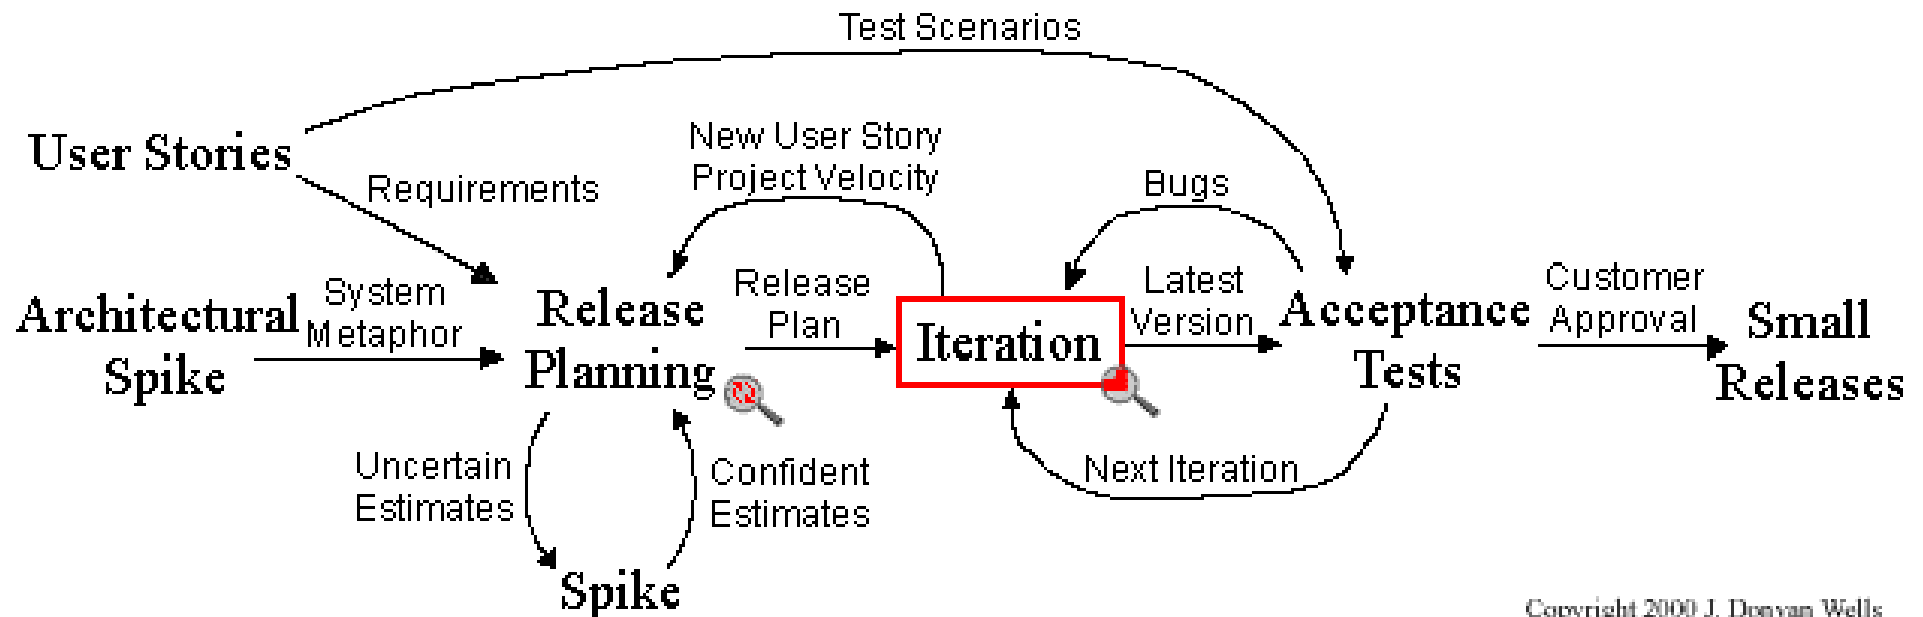 Test Scenarios
User Stories
New User Story
Project Velocity
Requirements
Bugs
Architectural
Spike
System
Metaphor
Release
Planning
Release
Plan
Iteration
Latest
Version
Acceptance
Tests
Customer
Approval
Small
Releases
Uncertain
Estimates
Confident
Estimates
Next Iteration
Spike
Copyright 2000 J. Donvan Wells